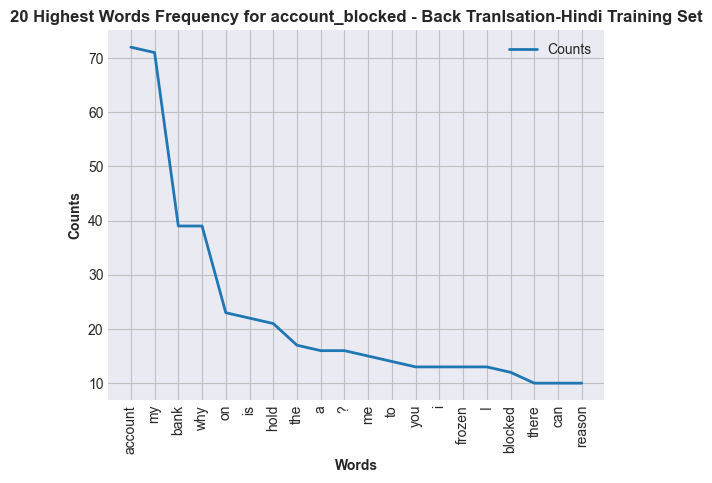 20 Highest Words Frequency for account_blocked - Back Tranlsation-Hindi Training Set
Counts
70
60
50
40
30
20
10
Counts
account
my
bank
why
on
is
hold
the
a
?
me
to
you
i
frozen
I
blocked
there
can
reason
Words